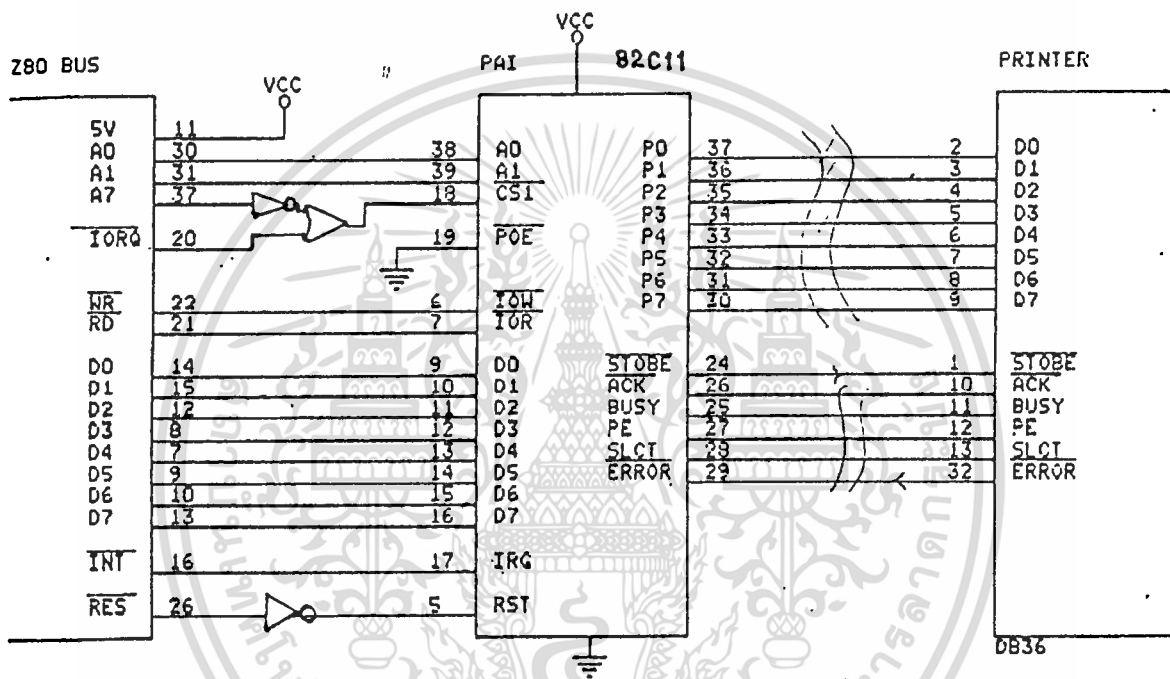 VCC
Z80 BUS PAI 82C11 PRINTER
VCC
5V 11
A0 30 38 A0 P0 37 2 D0
A1 31 39 A1 P1 36 3 D1
A7 37 18 CS1 P2 35 4 D2
P3 34 5 D3
IORQ 20 19 POE P4 33 6 D4
P5 32 7 D5
P6 31 8 D6
WR 22 6 IOW P7 30 9 D7
RD 21 7 IOR
D0 14 9 D0 STOBE 24 1 STOBE
D1 15 10 D1 ACK 26 10 ACK
D2 12 11 D2 BUSY 25 11 BUSY
D3 8 12 D3 PE 27 12 PE
D4 7 13 D4 SLCT 28 13 SLCT
D5 9 14 D5 ERROR 29 32 ERROR
D6 10 15 D6
D7 13 16 D7
INT 16 17 IRG
RES 26 5 RST
DB36